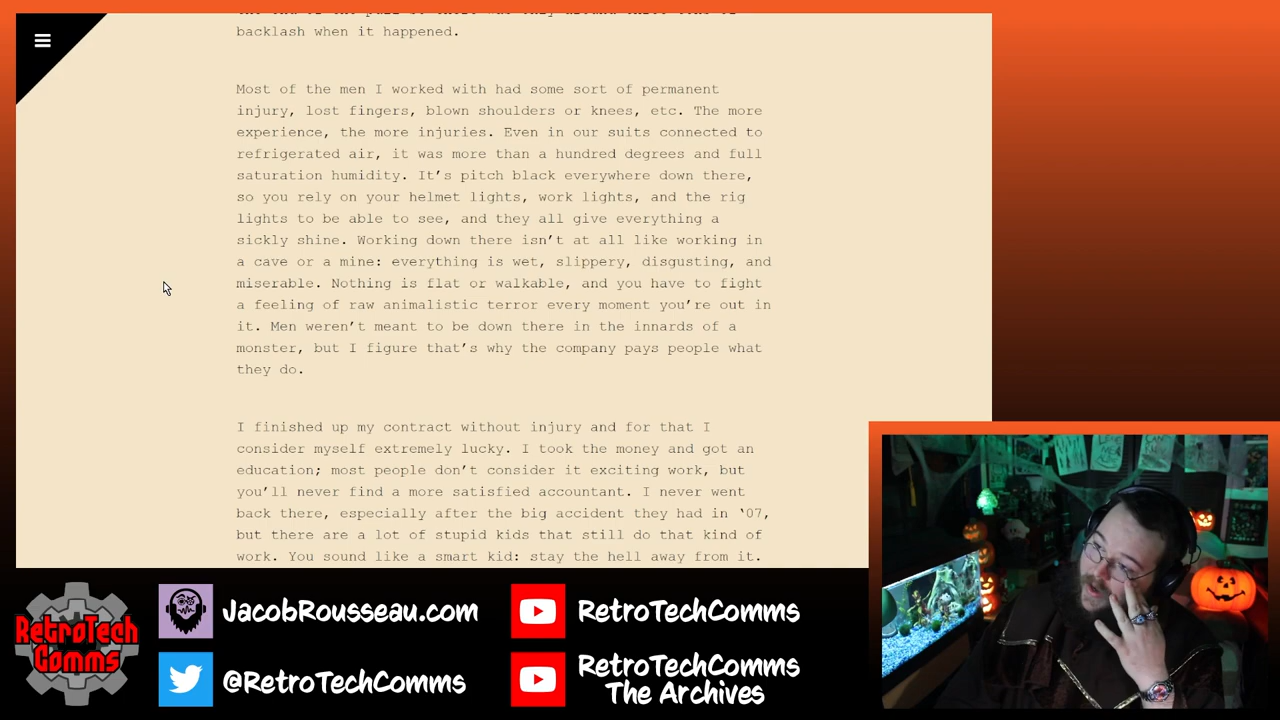 backlash when it happened.
Most of the men I worked with had some sort of permanent
injury, lost fingers, blown shoulders or knees, etc. The more
experience, the more injuries. Even in our suits connected to
refrigerated air, it was more than a hundred degrees and full
saturation humidity. It’s pitch black everywhere down there,
so you rely on your helmet lights, work lights, and the rig
lights to be able to see, and they all give everything a
sickly shine. Working down there isn’t at all like working in
a cave or a mine: everything is wet, slippery, disgusting, and
miserable. Nothing is flat or walkable, and you have to fight
a feeling of raw animalistic terror every moment you’re out in
it. Men weren’t meant to be down there in the innards of a
monster, but I figure that’s why the company pays people what
they do.
I finished up my contract without injury and for that I
consider myself extremely lucky. I took the money and got an
education; most people don’t consider it exciting work, but
you’ll never find a more satisfied accountant. I never went
back there, especially after the big accident they had in ‘07,
but there are a lot of stupid kids that still do that kind of
work. You sound like a smart kid: stay the hell away from it.
RetroTech
Comms
JacobRousseau.com
@RetroTechComms
RetroTechComms
RetroTechComms
The Archives